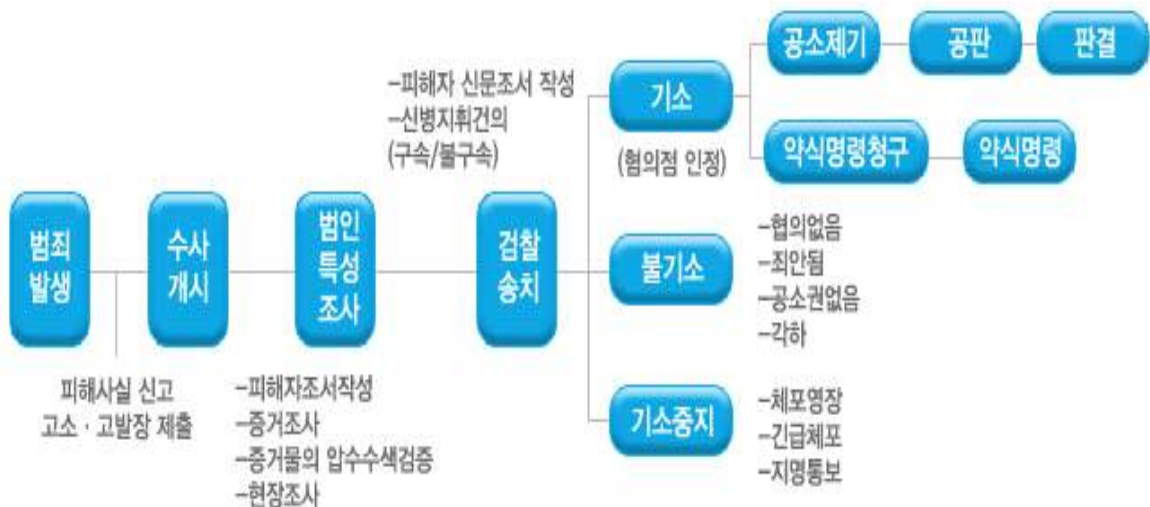 범죄
발생
피해사실 신고
고소 · 고발장 제출
수사
개시
범인
특성
조사
-피해자조서작성
-증거조사
-증거물의 압수수색검증
-현장조사
-피해자 신문조서 작성
-신병지휘건의
(구속/불구속)
검찰
송치
기소
(혐의점 인정)
공소제기
공판
판결
약식명령청구
약식명령
불기소
-협의없음
-죄안됨
-공소권없음
-각하
기소중지
-체포영장
-긴급체포
-지명통보